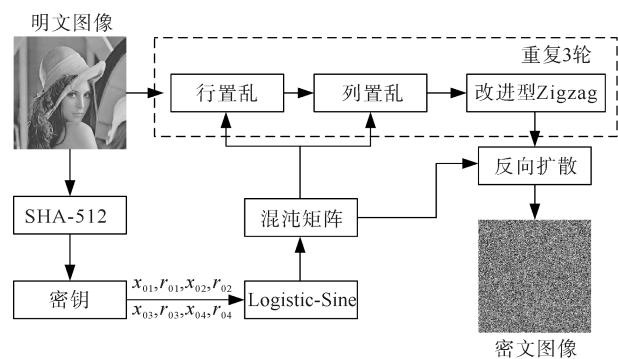 明文图像
重复3轮
行置乱
列置乱
改进型Zigzag
反向扩散
SHA-512
混沌矩阵
密钥
x₀₁,r₀₁,x₀₂,r₀₂
x₀₃,r₀₃,x₀₄,r₀₄
Logistic-Sine
密文图像